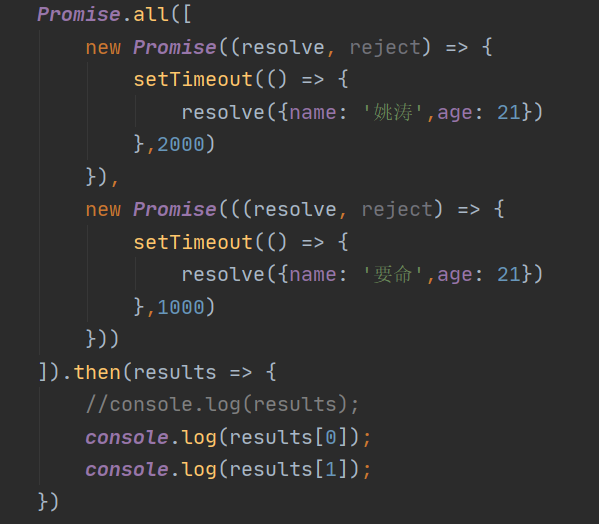 Promise.all([
    new Promise((resolve, reject) => {
        setTimeout(() => {
            resolve({name: '姚涛',age: 21})
        },2000)
    }),
    new Promise(((resolve, reject) => {
        setTimeout(() => {
            resolve({name: '要命',age: 21})
        },1000)
    }))
]).then(results => {
    //console.log(results);
    console.log(results[0]);
    console.log(results[1]);
})